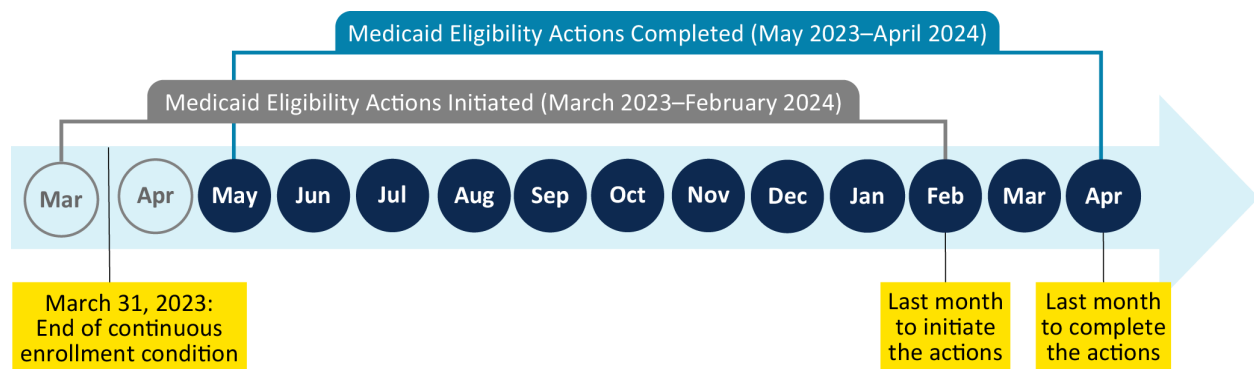 Medicaid Eligibility Actions Completed (May 2023–April 2024)
Medicaid Eligibility Actions Initiated (March 2023–February 2024)
Mar
Apr
May
Jun
Jul
Aug
Sep
Oct
Nov
Dec
Jan
Feb
Mar
Apr
March 31, 2023:
End of continuous
enrollment condition
Last month
to initiate
the actions
Last month
to complete
the actions